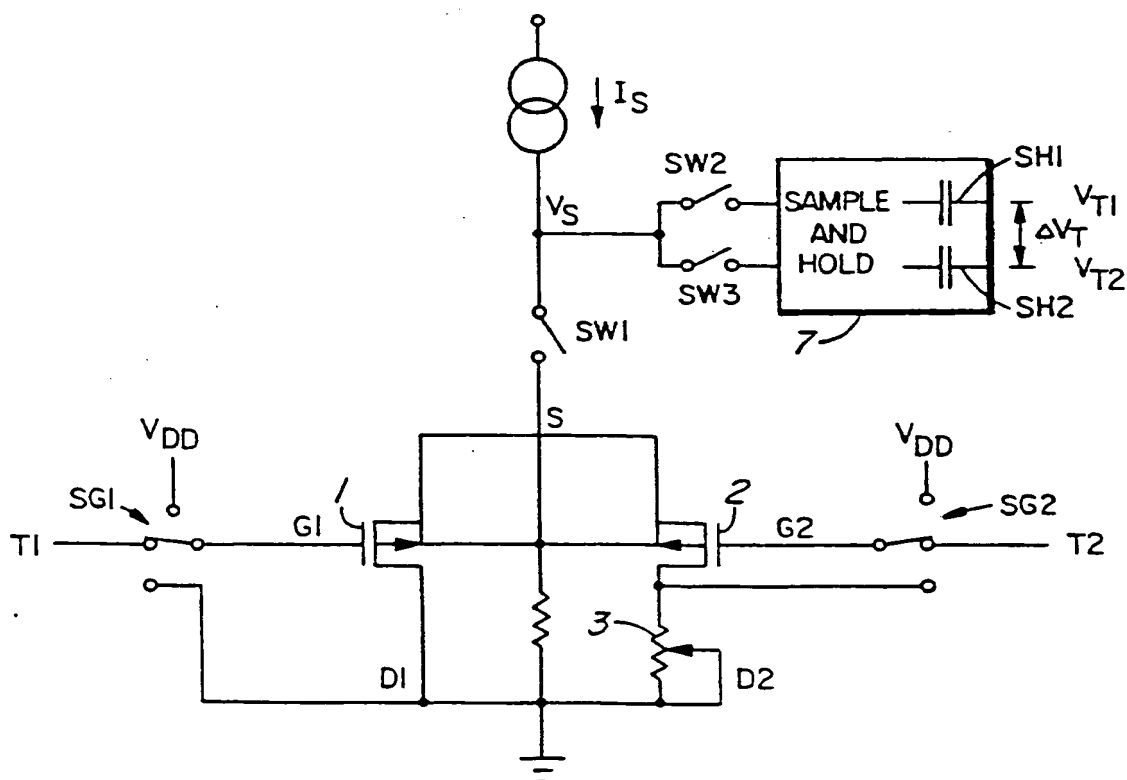 I_S
SW2
SH1
V_S
SAMPLE
AND
HOLD
V_T1
ΔV_T
V_T2
SW3
SH2
7
SW1
S
V_DD
V_DD
SG1
1
2
SG2
T1
G1
G2
T2
3
D1
D2